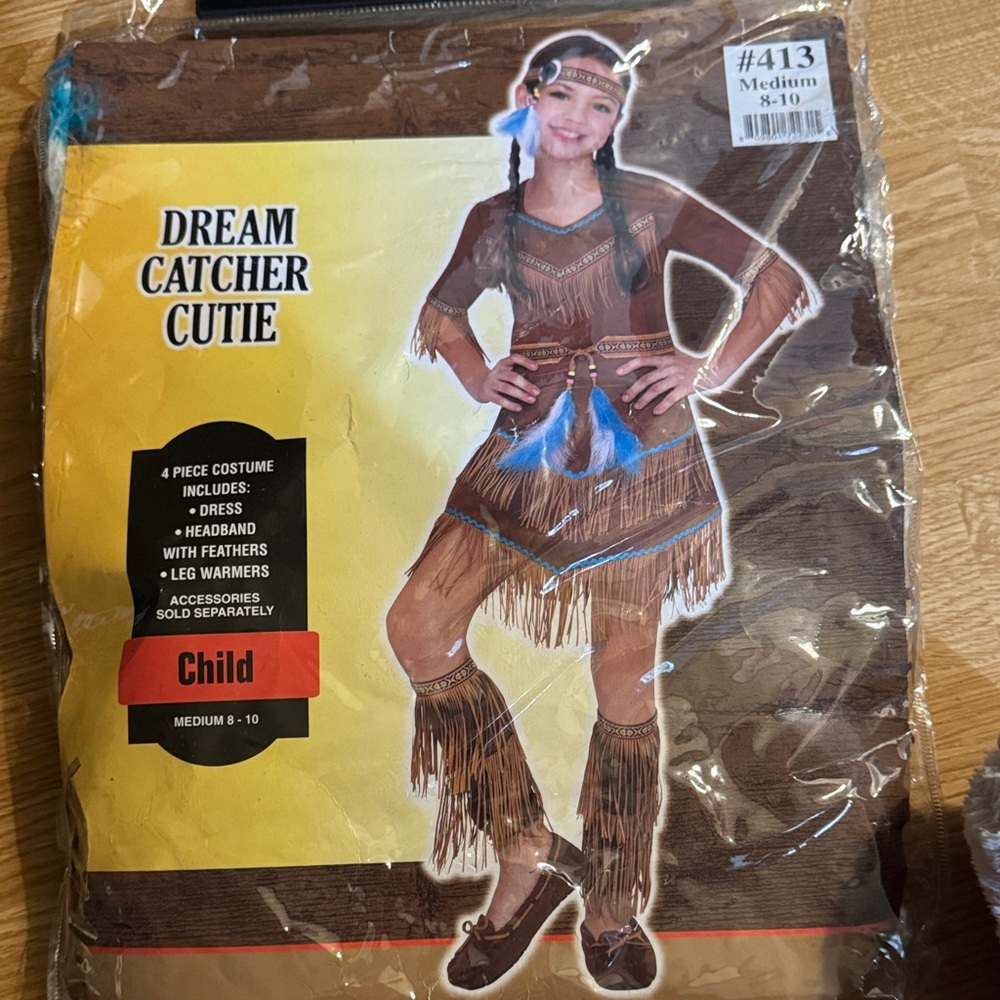 #413
Medium
8-10
DREAM
CATCHER
CUTIE
4 PIECE COSTUME
INCLUDES:
• DRESS
• HEADBAND
WITH FEATHERS
• LEG WARMERS
ACCESSORIES
SOLD SEPARATELY
Child
MEDIUM 8 - 10